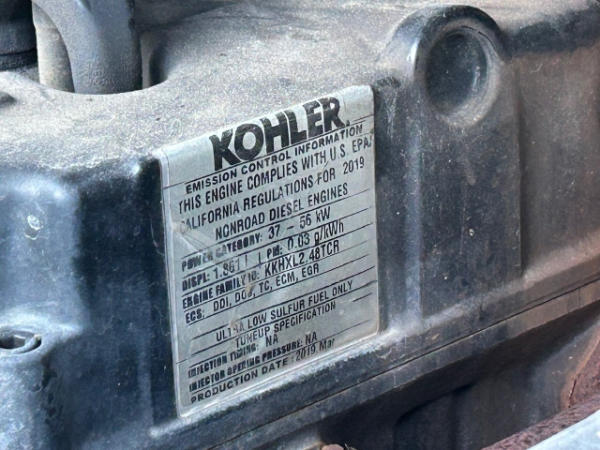 KOHLER.
EMISSION CONTROL INFORMATION
THIS ENGINE COMPLIES WITH U.S. EPA/
CALIFORNIA REGULATIONS FOR 2019
NONROAD DIESEL ENGINES
POWER CATEGORY: 37 - 56 kW
DISPL: 1.861 l PM: 0.03 g/kWh
ENGINE FAMILY ID: KKHXL2.48TCR
ECS: DDI, TC, ECM, EGR
ULTRA LOW SULFUR FUEL ONLY
TUNEUP SPECIFICATION
INJECTION TIMING: NA
INJECTOR OPENING PRESSURE: NA
PRODUCTION DATE: 2019 Mar